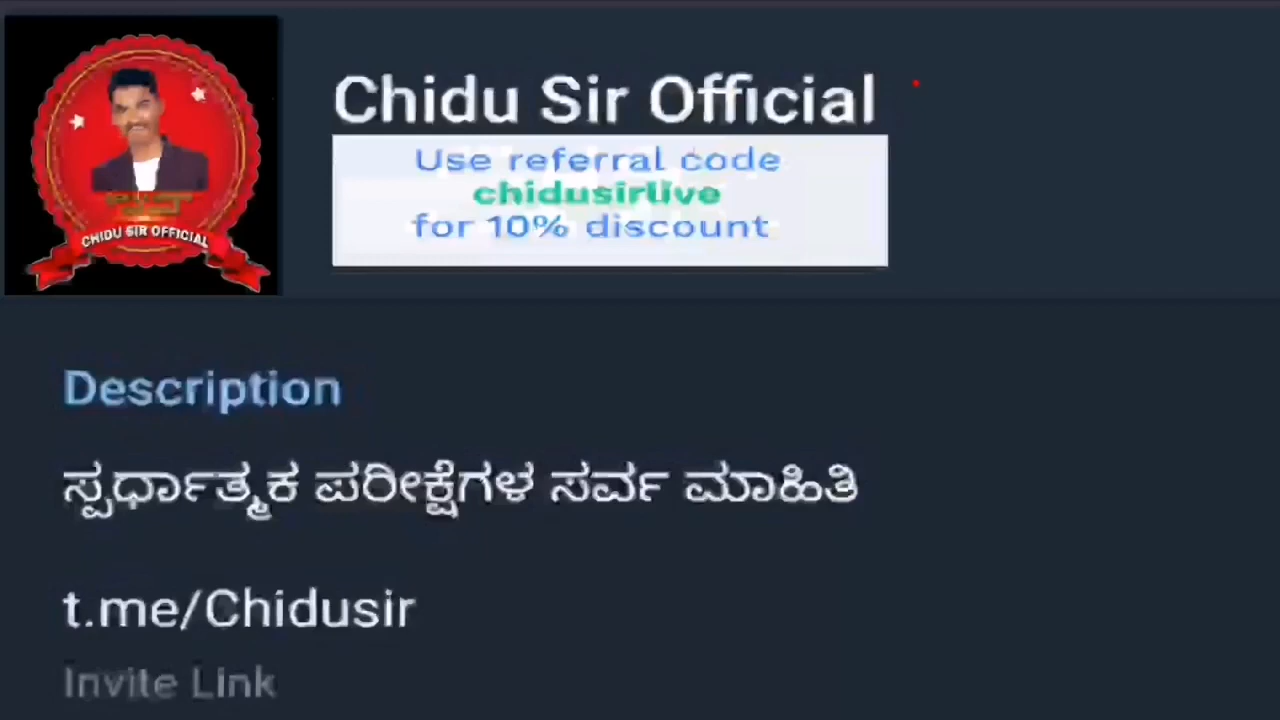 Chidu Sir Official
Use referral code
chidusirlive
for 10% discount
CHIDU SIR OFFICIAL
Description
ಸ್ಪರ್ಧಾತ್ಮಕ ಪರೀಕ್ಷೆಗಳ ಸರ್ವ ಮಾಹಿತಿ
t.me/Chidusir
Invite Link